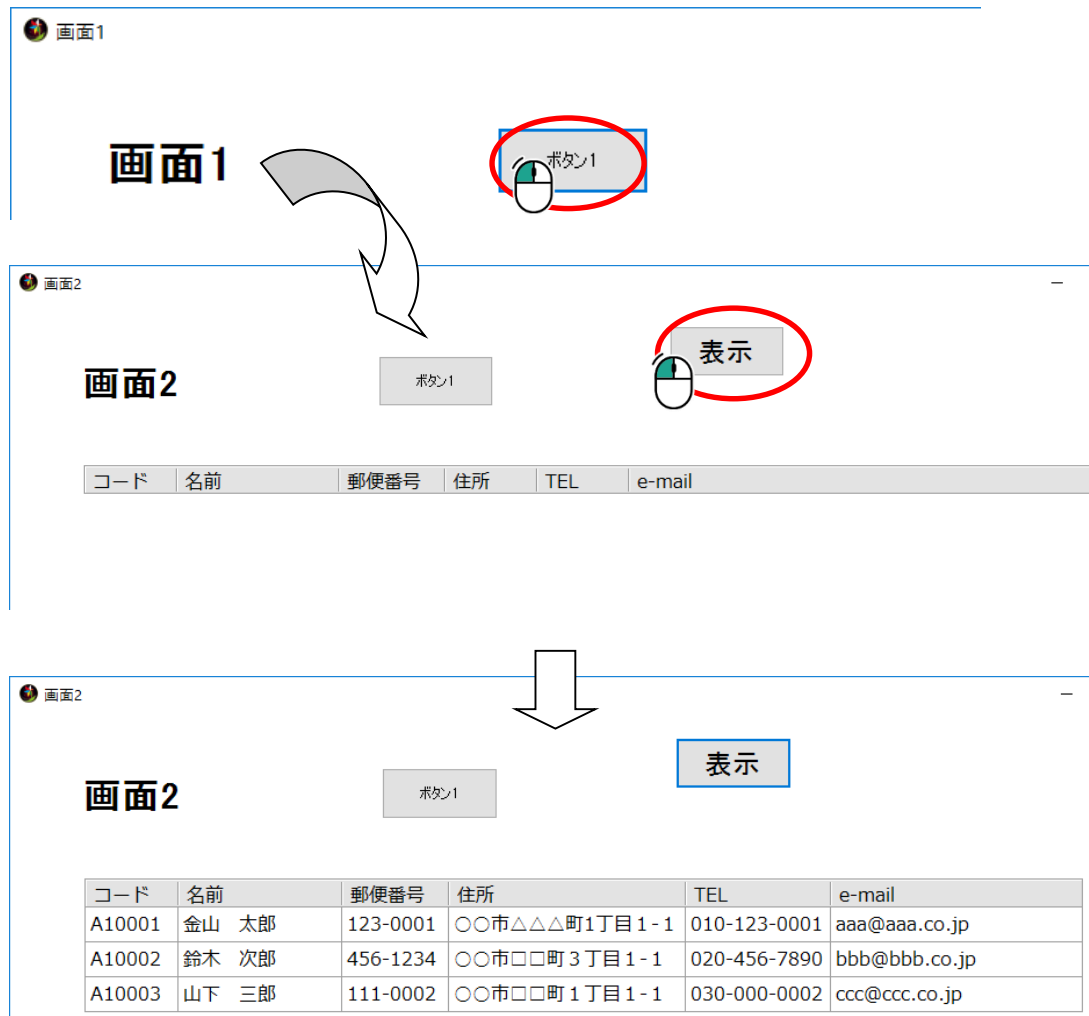 画面1
画面1
ボタン1
画面2
表示
画面2
ボタン1
コード 名前 郵便番号 住所 TEL e-mail
画面2
表示
画面2
ボタン1
コード 名前 郵便番号 住所 TEL e-mail
A10001 金山　太郎 123-0001 〇〇市△△△町1丁目１-１ 010-123-0001 aaa@aaa.co.jp
A10002 鈴木　次郎 456-1234 〇〇市□□町３丁目１-１ 020-456-7890 bbb@bbb.co.jp
A10003 山下　三郎 111-0002 〇〇市□□町１丁目１-１ 030-000-0002 ccc@ccc.co.jp